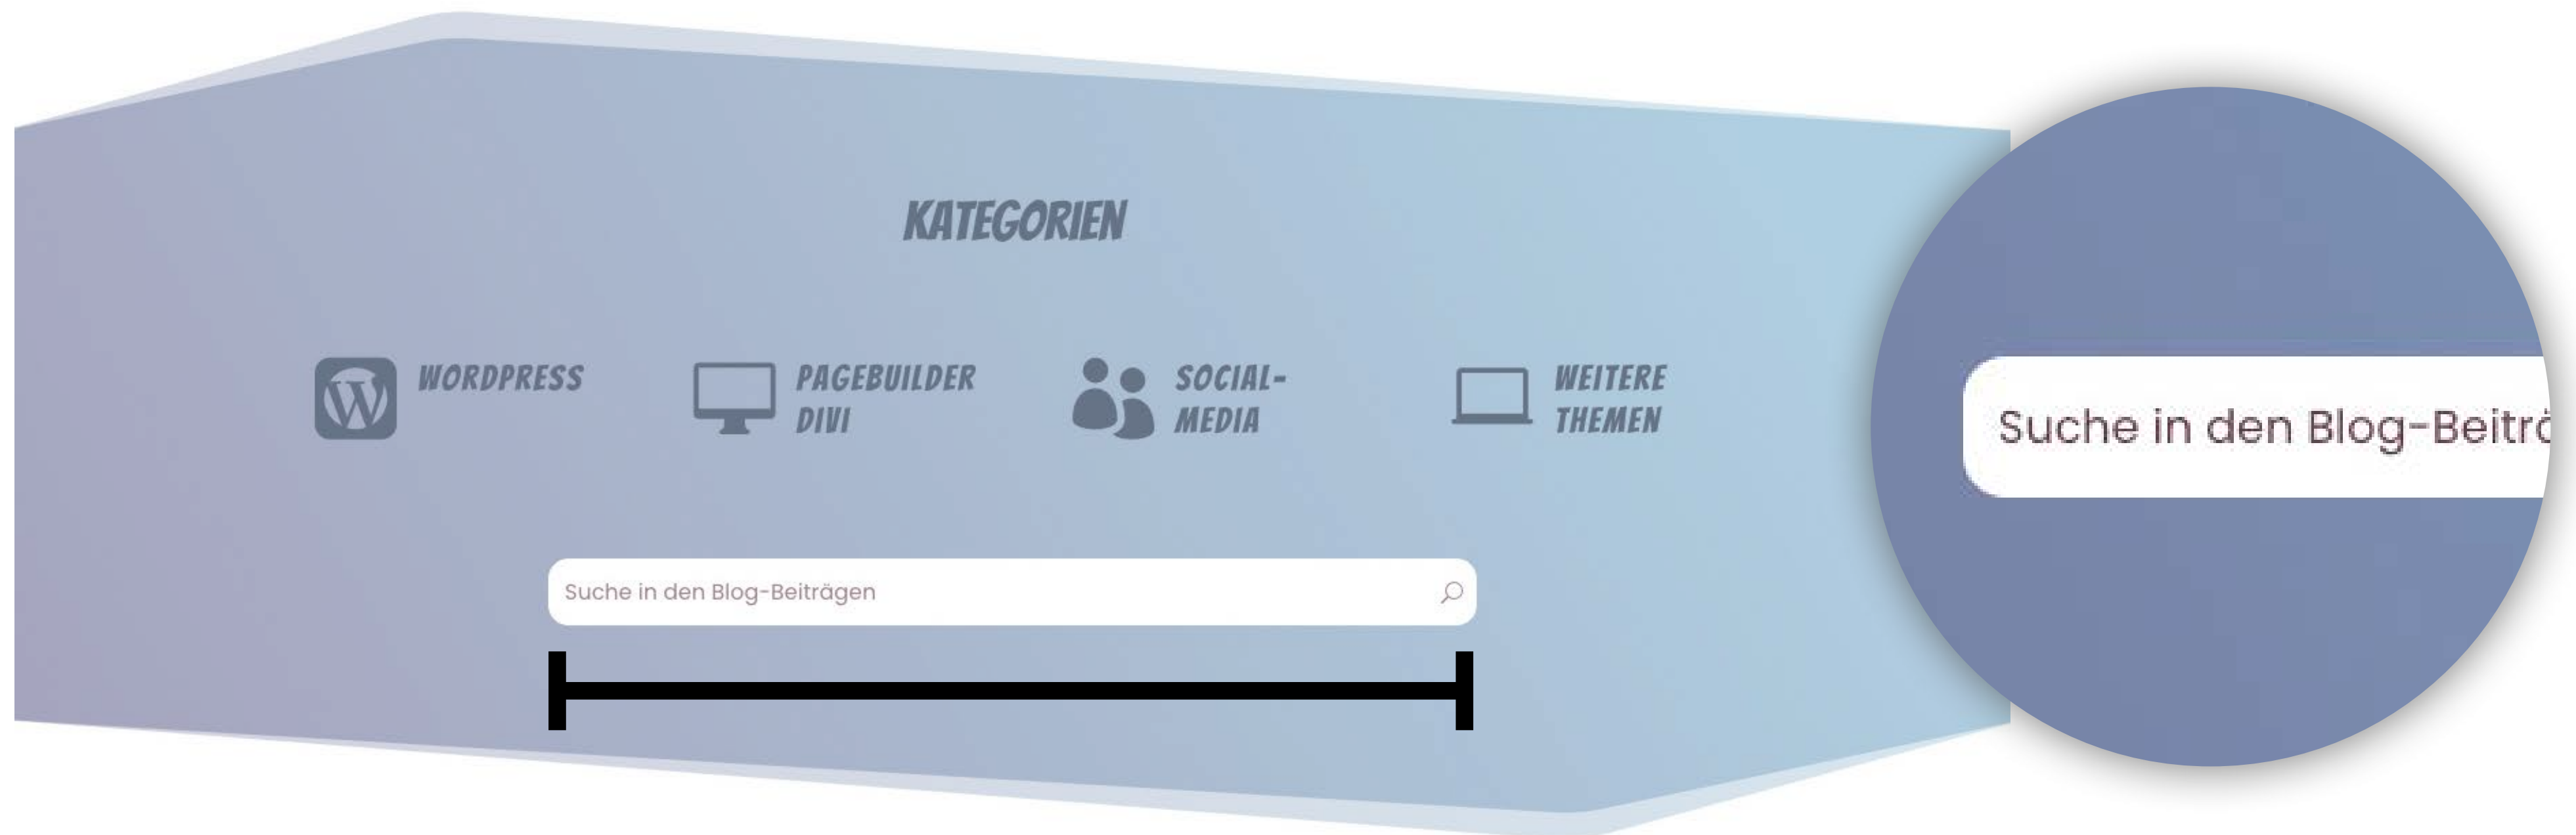 KATEGORIEN
WORDPRESS
PAGEBUILDER
DIVI
SOCIAL-
MEDIA
WEITERE
THEMEN
Suche in den Blog-Beiträgen
Suche in den Blog-Beitr